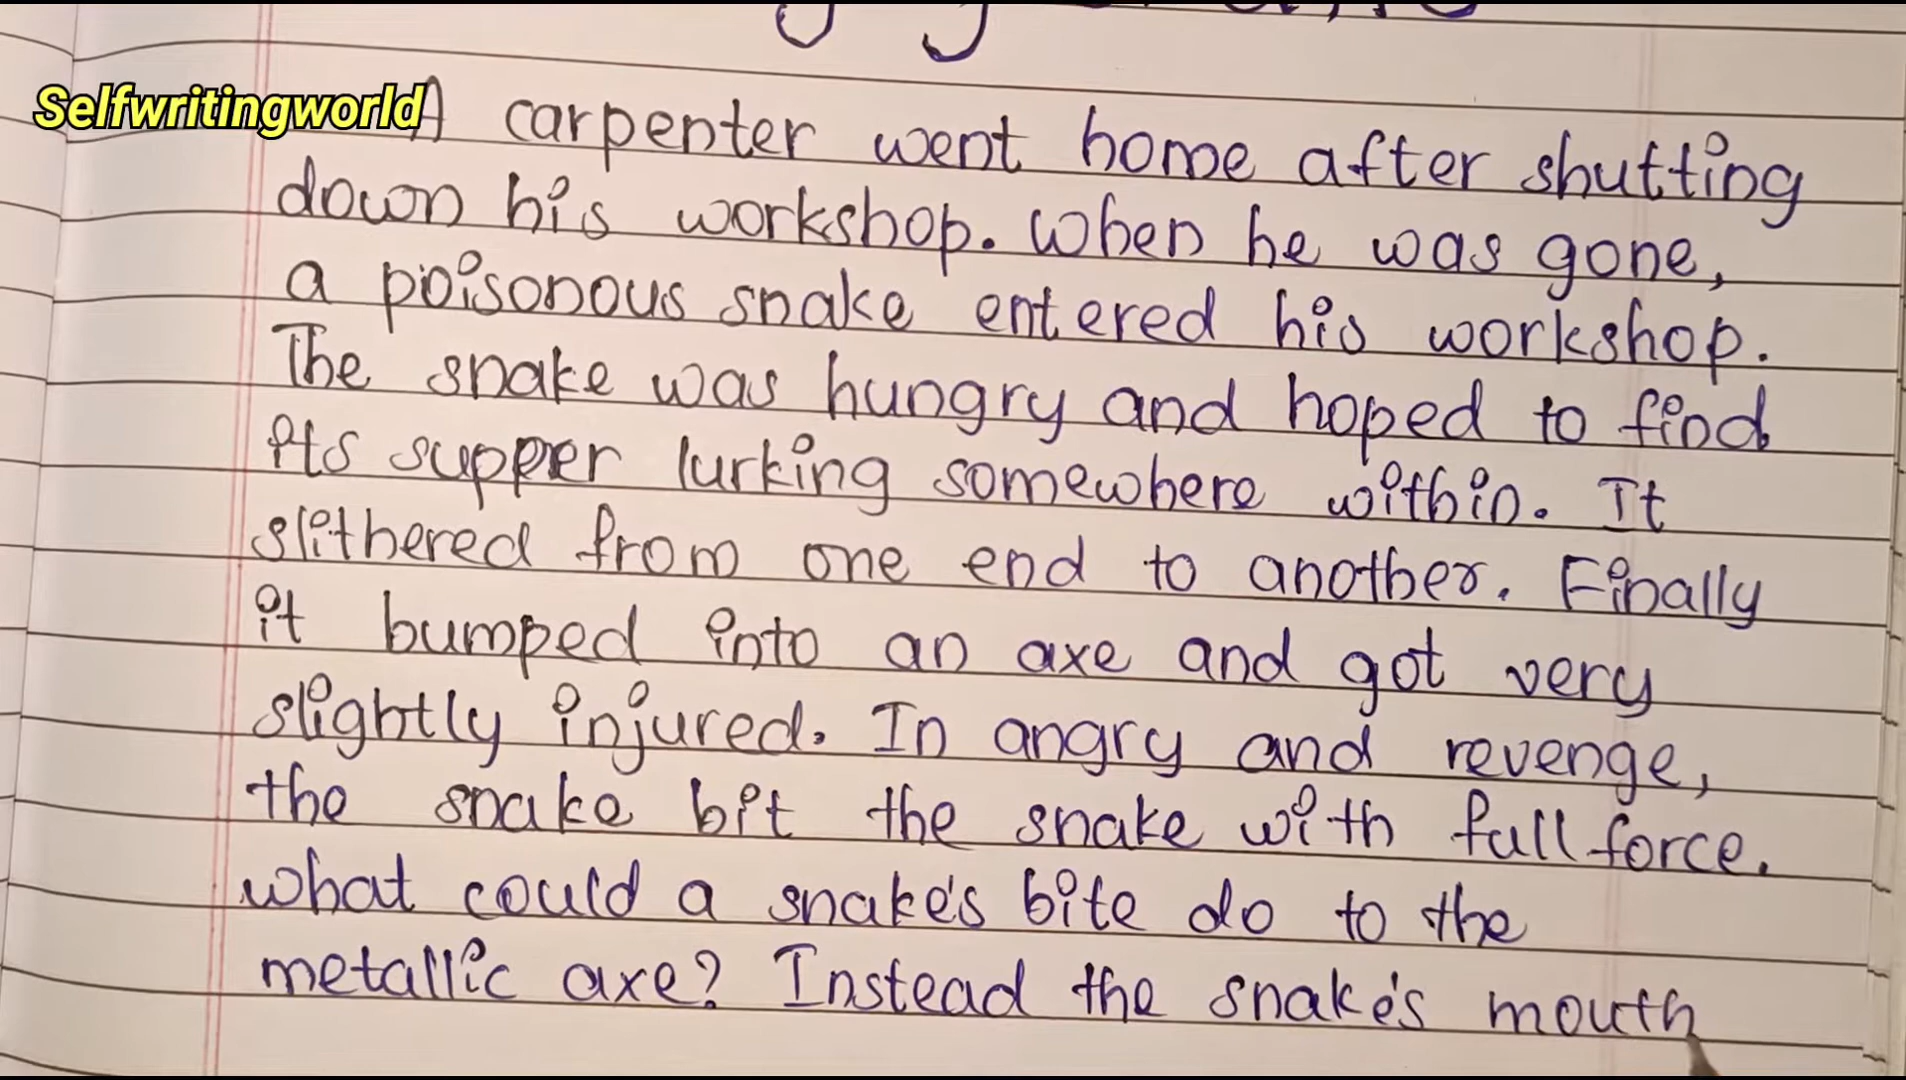 Selfwritingworld
A carpenter went home after shutting
down his workshop. When he was gone,
a poisonous snake entered his workshop.
The snake was hungry and hoped to find
its supper lurking somewhere within. It
slithered from one end to another. Finally
it bumped into an axe and got very
slightly injured. In angry and revenge,
the snake bit the snake with full force.
what could a snake's bite do to the
metallic axe? Instead the snake's mouth